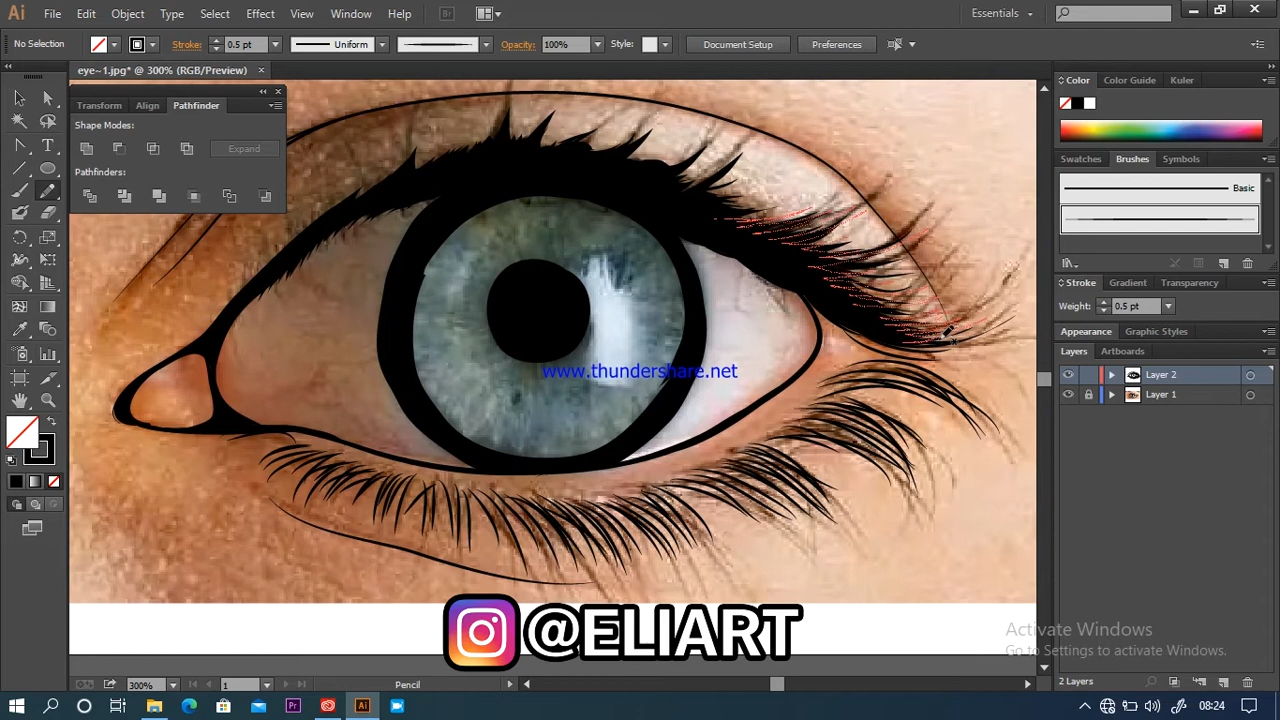 Ai File Edit Object Type Select Effect View Window Help Br Essentials
No Selection Stroke: 0.5 pt Uniform Opacity: 100% Style: Document Setup Preferences
eye~1.jpg* @ 300% (RGB/Preview)
Transform Align Pathfinder
Shape Modes:
Expand
Pathfinders:
Color Color Guide Kuler
Swatches Brushes Symbols
Basic
Stroke Gradient Transparency
Weight: 0.5 pt
Appearance Graphic Styles
Layers Artboards
Layer 2
Layer 1
www.thundershare.net
@ELIART
Activate Windows
Go to Settings to activate Windows.
300% 1 Pencil 2 Layers
Pr Ai 08:24